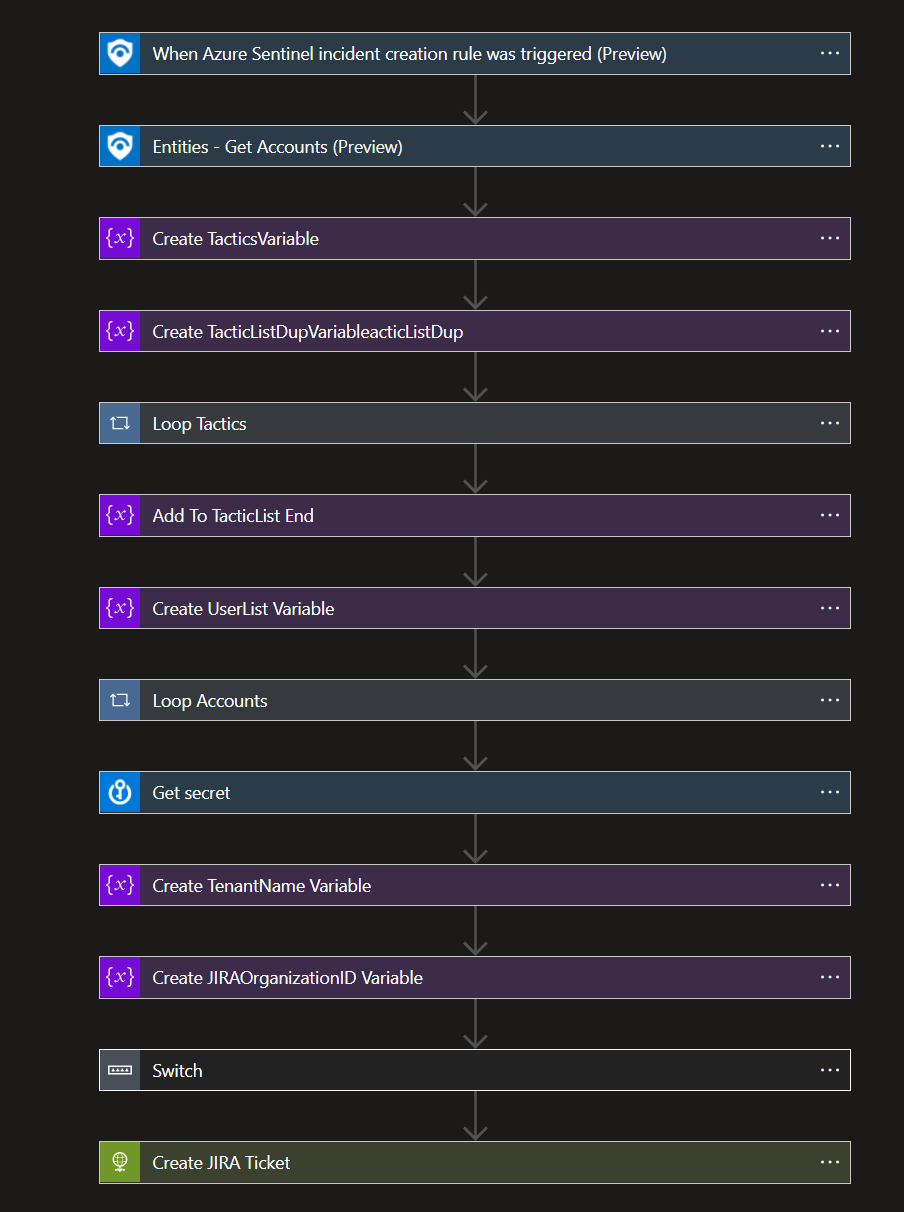 When Azure Sentinel incident creation rule was triggered (Preview)
Entities - Get Accounts (Preview)
{x} Create TacticsVariable
{x} Create TacticListDupVariableacticListDup
Loop Tactics
{x} Add To TacticList End
{x} Create UserList Variable
Loop Accounts
Get secret
{x} Create TenantName Variable
{x} Create JIRAOrganizationID Variable
Switch
Create JIRA Ticket